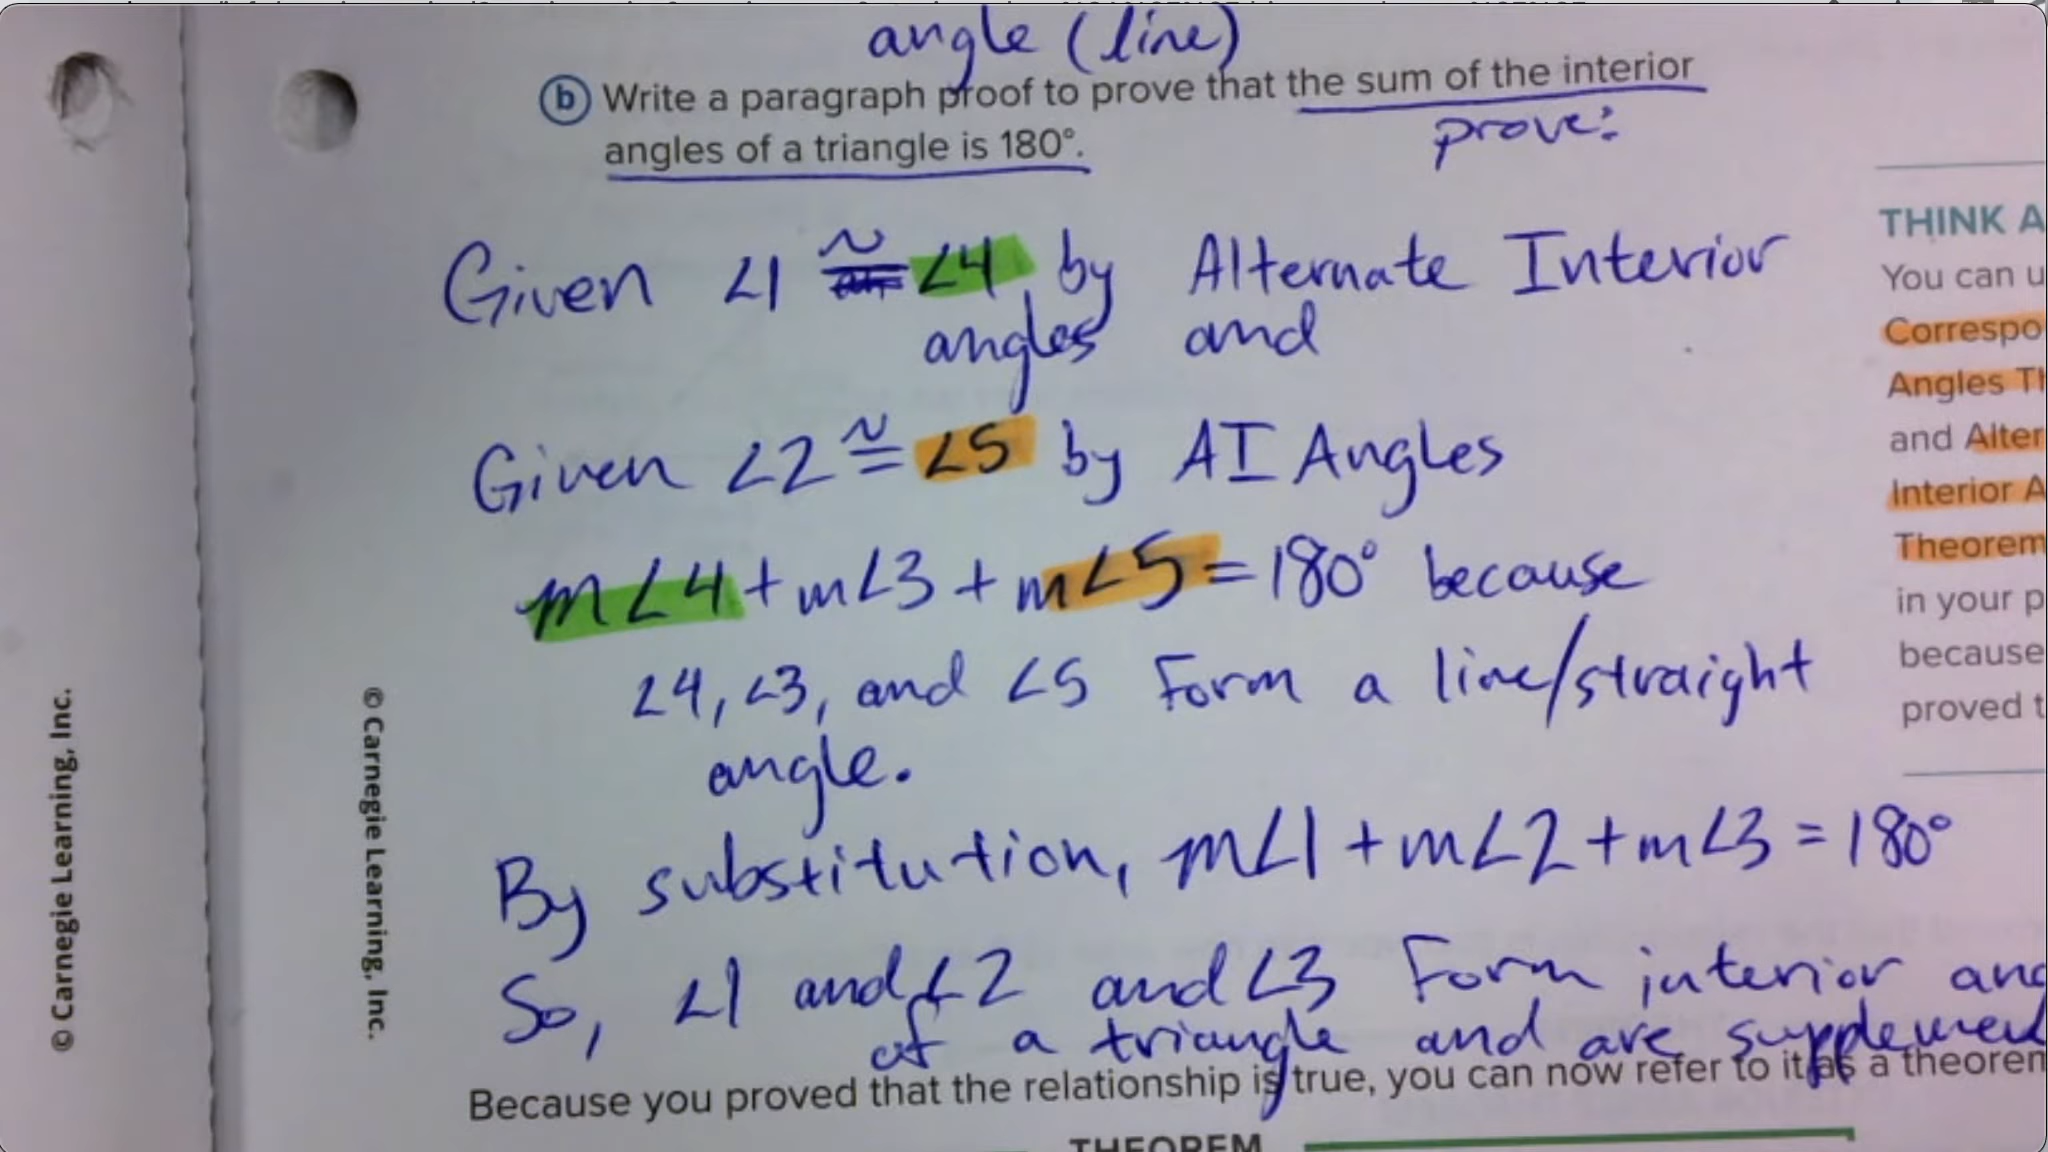 angle (line)
b Write a paragraph proof to prove that the sum of the interior
angles of a triangle is 180°.
prove:
Given ∠1 ≅ ∠4 by Alternate Interior
angles and
Given ∠2 ≅ ∠5 by AI Angles
m∠4 + m∠3 + m∠5 = 180° because
∠4, ∠3, and ∠5 Form a line/straight
angle.
By substitution, m∠1 + m∠2 + m∠3 = 180°
So, ∠1 and ∠2 and ∠3 Form interior ang
of a triangle and are supplement
Because you proved that the relationship is true, you can now refer to it as a theorem
THEOREM
THINK A
You can u
Correspo
Angles Th
and Alter
Interior A
Theorem
in your p
because
proved t
© Carnegie Learning, Inc.
© Carnegie Learning, Inc.